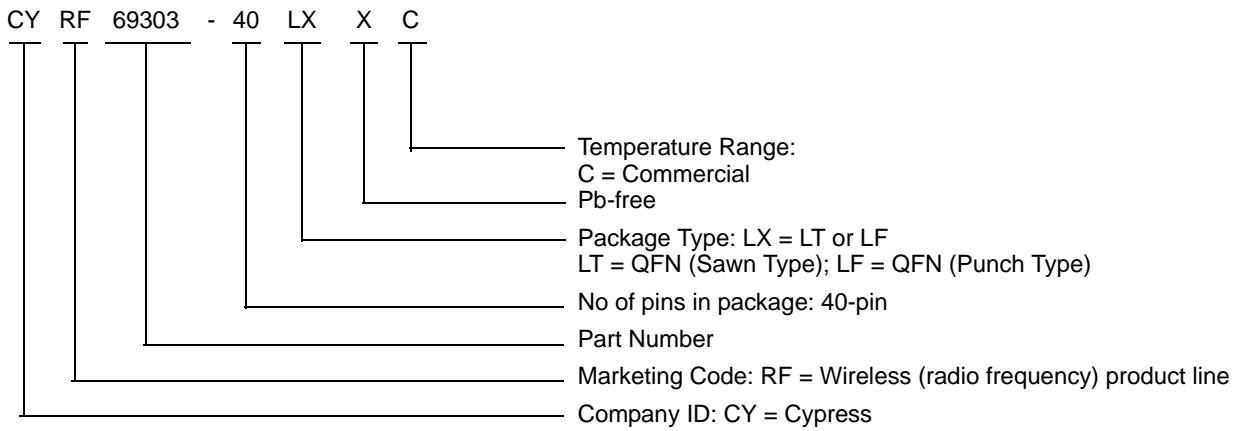 CY RF 69303 - 40 LX X C
Temperature Range:
C = Commercial
Pb-free
Package Type: LX = LT or LF
LT = QFN (Sawn Type); LF = QFN (Punch Type)
No of pins in package: 40-pin
Part Number
Marketing Code: RF = Wireless (radio frequency) product line
Company ID: CY = Cypress